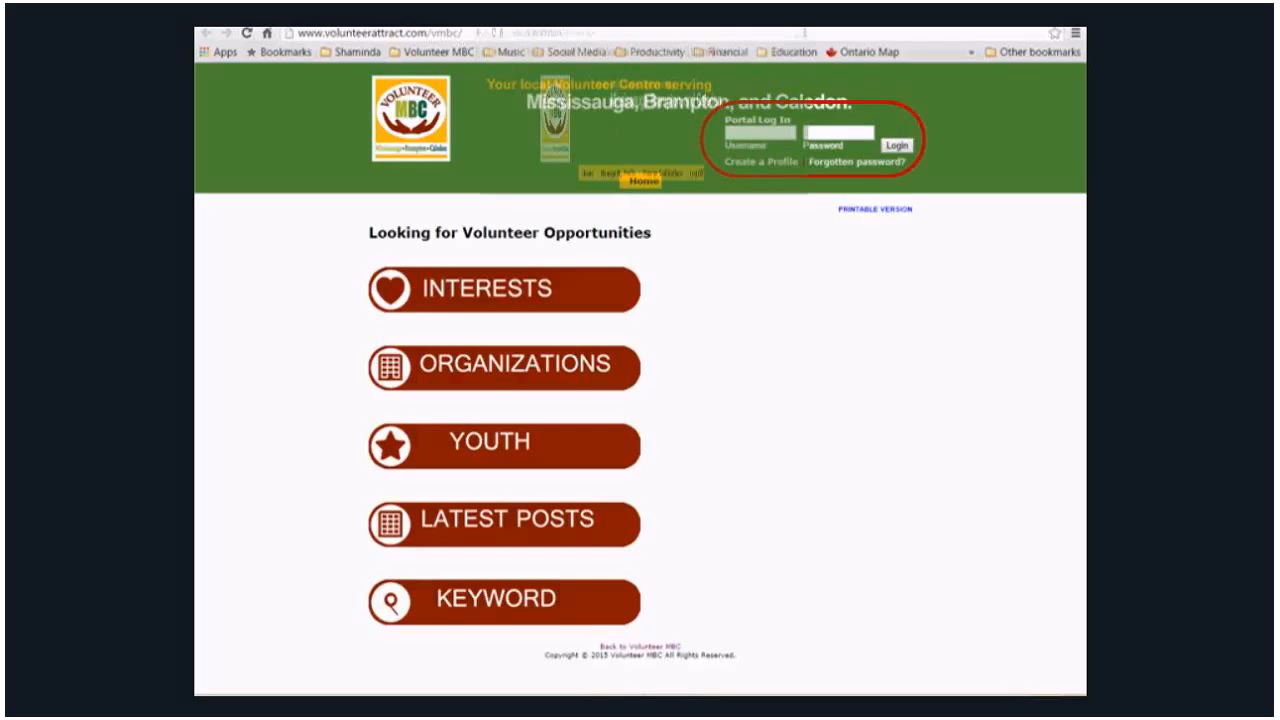 www.volunteerattract.com/vmbc/
Apps Bookmarks Shaminda Volunteer MBC Music Social Media Productivity Financial Education Ontario Map Other bookmarks
VOLUNTEER
MBC
Mississauga • Brampton • Caledon
Your local Volunteer Centre serving
Mississauga, Brampton, and Caledon.
Portal Log In
Username Password Login
Create a Profile Forgotten password?
Home
PRINTABLE VERSION
Looking for Volunteer Opportunities
INTERESTS
ORGANIZATIONS
YOUTH
LATEST POSTS
KEYWORD
Back to Volunteer MBC
Copyright © 2015 Volunteer MBC All Rights Reserved.